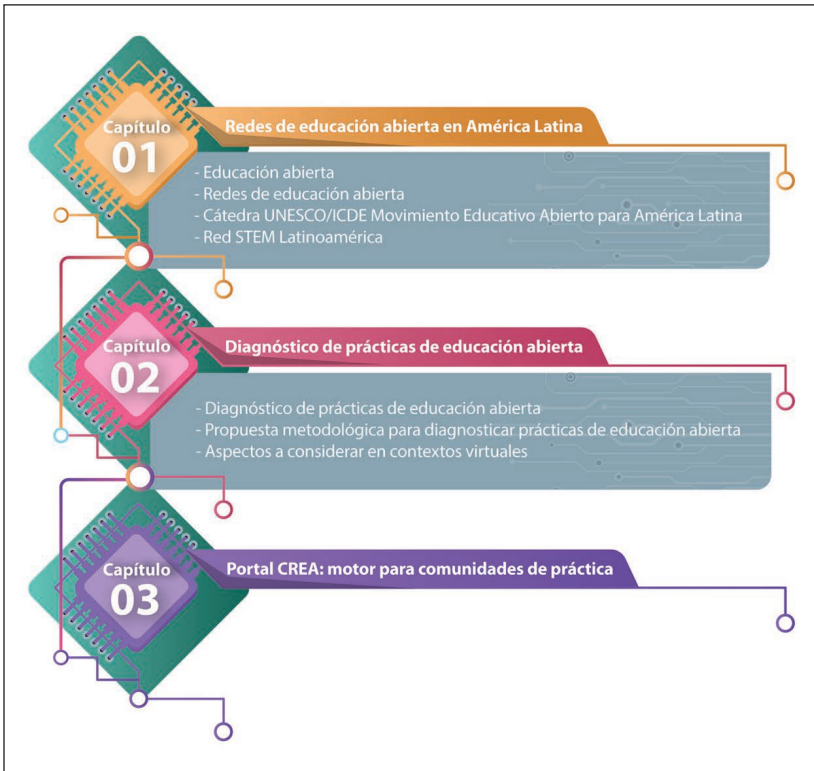 Capítulo
01
Redes de educación abierta en América Latina
- Educación abierta
- Redes de educación abierta
- Cátedra UNESCO/ICDE Movimiento Educativo Abierto para América Latina
- Red STEM Latinoamérica
Capítulo
02
Diagnóstico de prácticas de educación abierta
- Diagnóstico de prácticas de educación abierta
- Propuesta metodológica para diagnosticar prácticas de educación abierta
- Aspectos a considerar en contextos virtuales
Capítulo
03
Portal CREA: motor para comunidades de práctica